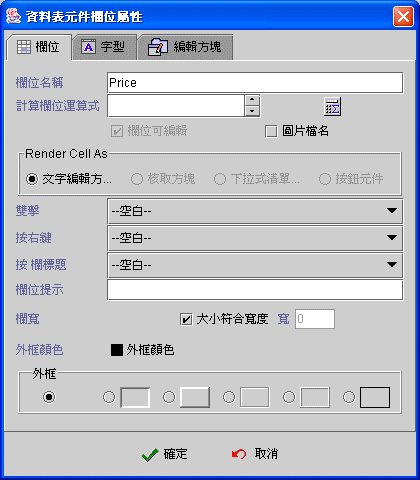 資料表元件欄位屬性
欄位 字型 編輯方塊
欄位名稱 Price
計算欄位運算式
欄位可編輯 圖片檔名
Render Cell As
文字編輯方... 核取方塊 下拉式清單... 按鈕元件
雙擊 --空白--
按右鍵 --空白--
按 欄標題 --空白--
欄位提示
欄寬 大小符合寬度 寬 0
外框顏色 外框顏色
外框
確定 取消